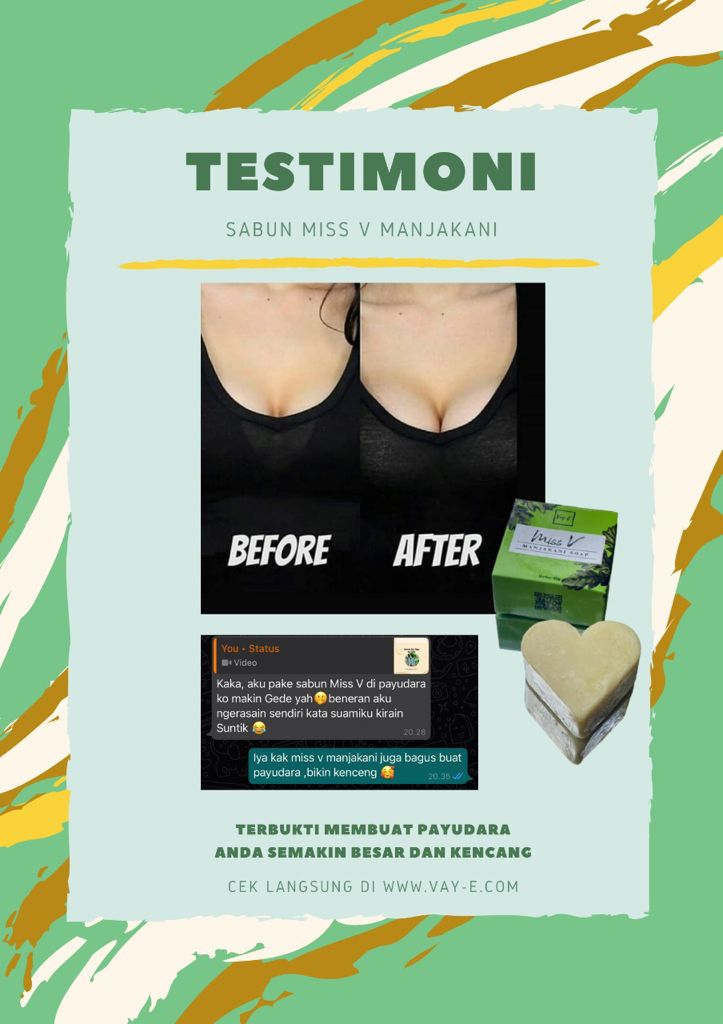 TESTIMONI
SABUN MISS V MANJAKANI
BEFORE
AFTER
Miss V
MANJAKANI SOAP
You • Status
Video
Kaka, aku pake sabun Miss V di payudara
ko makin Gede yah🤭beneran aku
ngerasain sendiri kata suamiku kirain
Suntik 😂
20.28
Iya kak miss v manjakani juga bagus buat
payudara ,bikin kenceng 🥰
20.35
TERBUKTI MEMBUAT PAYUDARA
ANDA SEMAKIN BESAR DAN KENCANG
CEK LANGSUNG DI WWW.VAY-E.COM